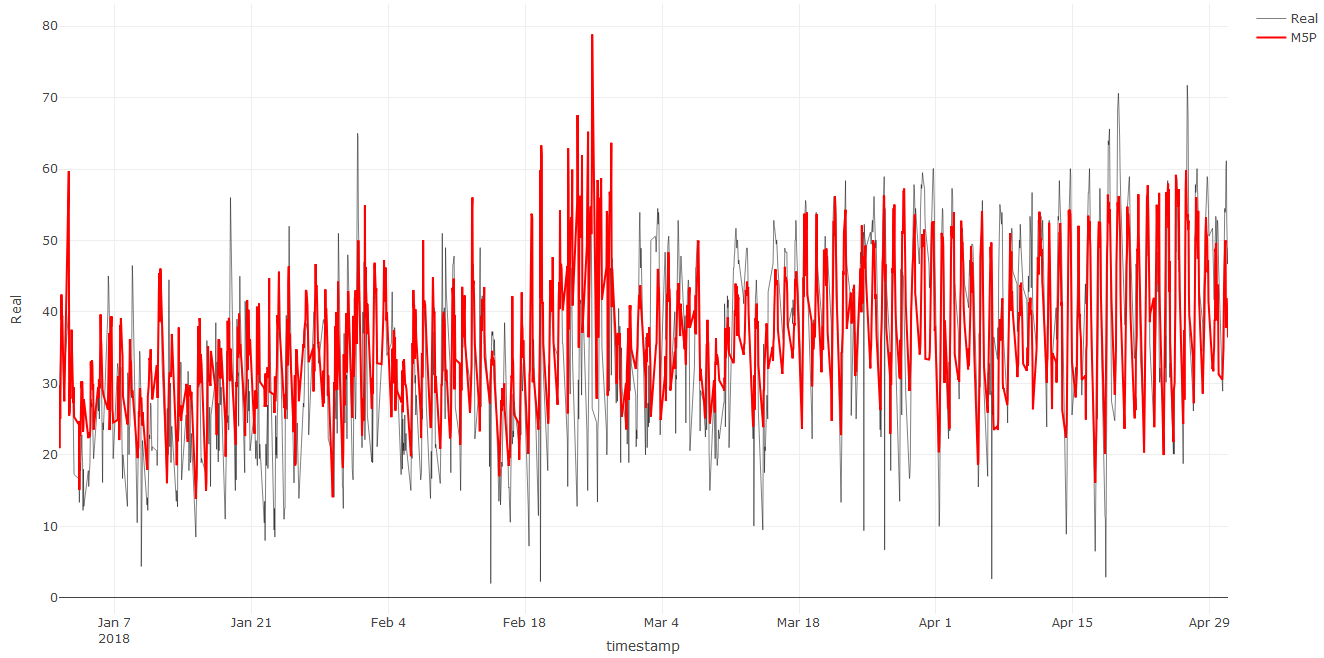 Real
M5P
80
70
60
50
40
30
20
10
0
Real
Jan 7
2018
Jan 21
Feb 4
Feb 18
Mar 4
Mar 18
Apr 1
Apr 15
Apr 29
timestamp